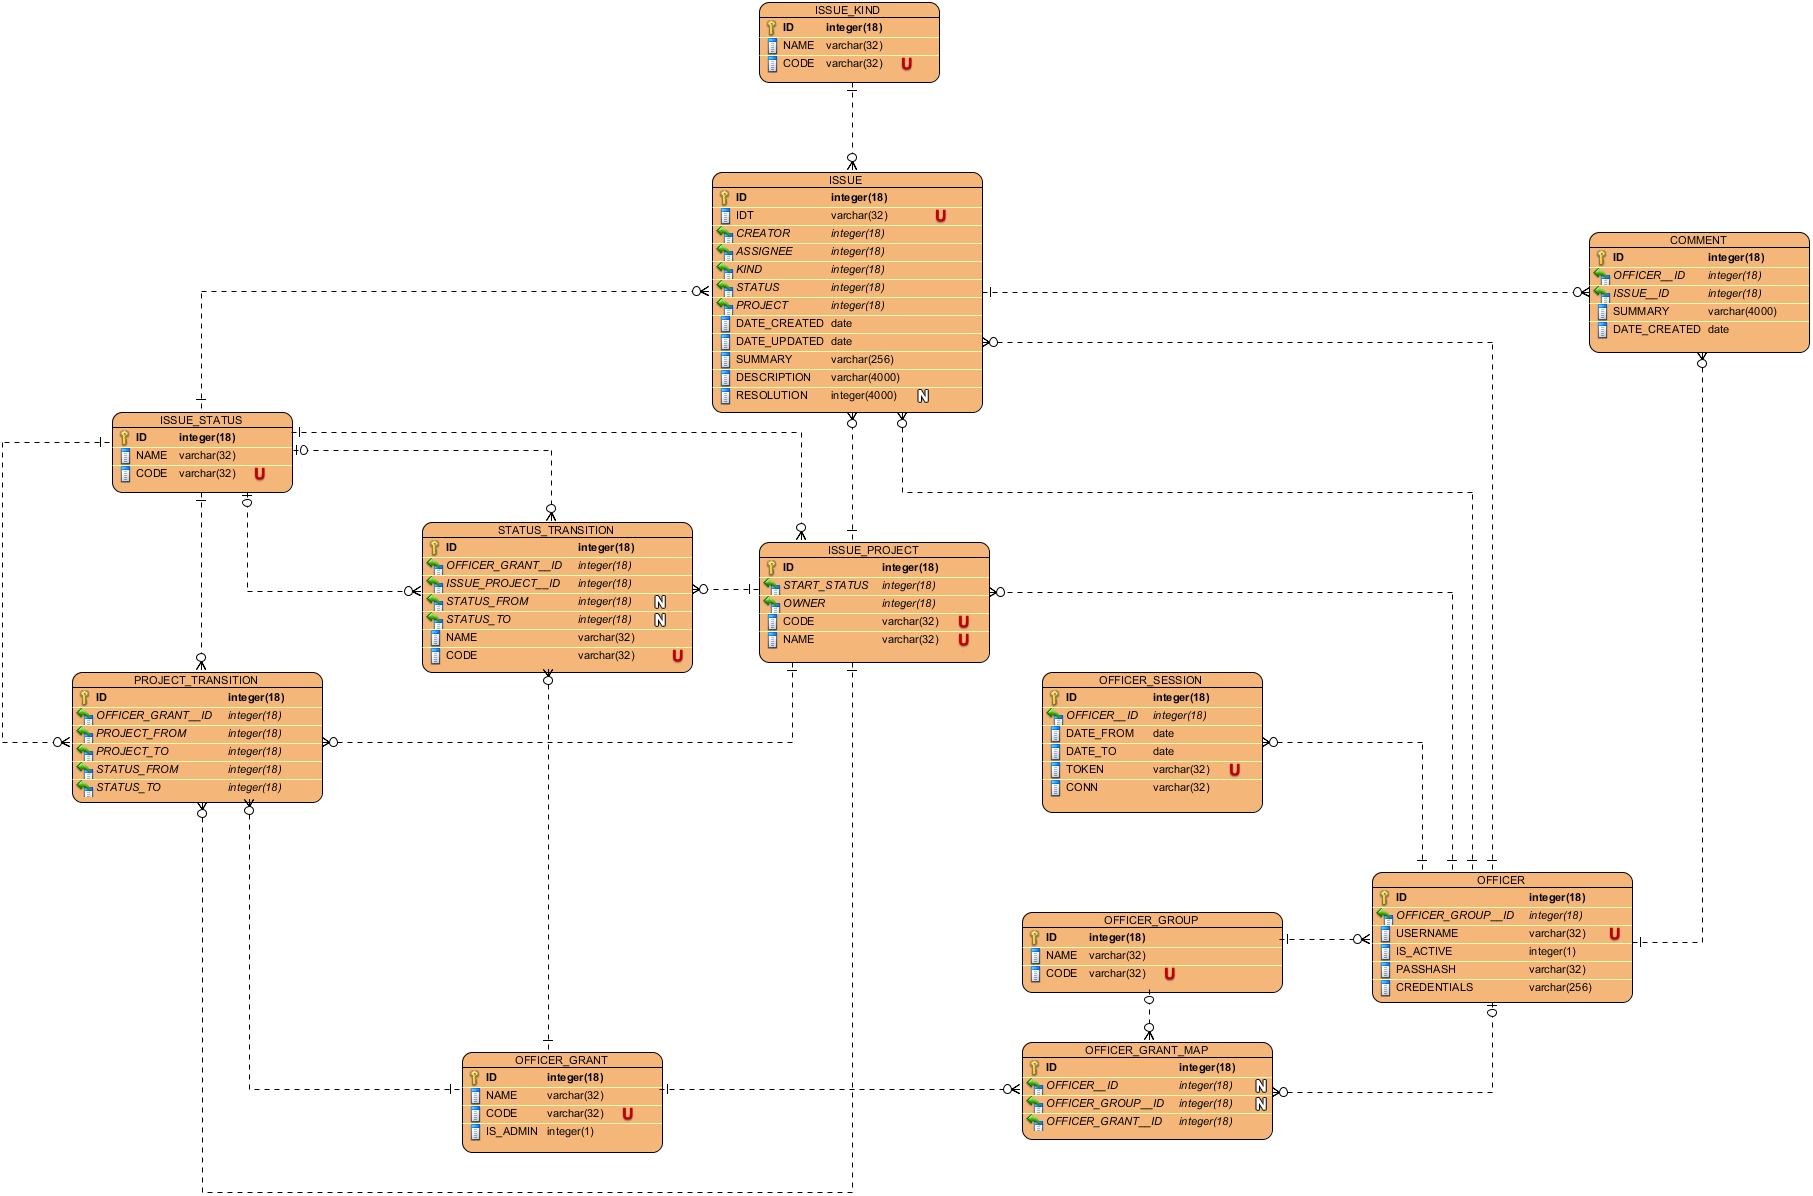 ISSUE_KIND
ID integer(18)
NAME varchar(32)
CODE varchar(32) U
ISSUE
ID integer(18)
IDT varchar(32) U
CREATOR integer(18)
ASSIGNEE integer(18)
KIND integer(18)
STATUS integer(18)
PROJECT integer(18)
DATE_CREATED date
DATE_UPDATED date
SUMMARY varchar(256)
DESCRIPTION varchar(4000)
RESOLUTION integer(4000) N
COMMENT
ID integer(18)
OFFICER__ID integer(18)
ISSUE__ID integer(18)
SUMMARY varchar(4000)
DATE_CREATED date
ISSUE_STATUS
ID integer(18)
NAME varchar(32)
CODE varchar(32) U
STATUS_TRANSITION
ID integer(18)
OFFICER_GRANT__ID integer(18)
ISSUE_PROJECT__ID integer(18)
STATUS_FROM integer(18) N
STATUS_TO integer(18) N
NAME varchar(32)
CODE varchar(32) U
ISSUE_PROJECT
ID integer(18)
START_STATUS integer(18)
OWNER integer(18)
CODE varchar(32) U
NAME varchar(32) U
PROJECT_TRANSITION
ID integer(18)
OFFICER_GRANT__ID integer(18)
PROJECT_FROM integer(18)
PROJECT_TO integer(18)
STATUS_FROM integer(18)
STATUS_TO integer(18)
OFFICER_SESSION
ID integer(18)
OFFICER__ID integer(18)
DATE_FROM date
DATE_TO date
TOKEN varchar(32) U
CONN varchar(32)
OFFICER
ID integer(18)
OFFICER_GROUP__ID integer(18)
USERNAME varchar(32) U
IS_ACTIVE integer(1)
PASSHASH varchar(32)
CREDENTIALS varchar(256)
OFFICER_GROUP
ID integer(18)
NAME varchar(32)
CODE varchar(32) U
OFFICER_GRANT
ID integer(18)
NAME varchar(32)
CODE varchar(32) U
IS_ADMIN integer(1)
OFFICER_GRANT_MAP
ID integer(18)
OFFICER__ID integer(18) N
OFFICER_GROUP__ID integer(18) N
OFFICER_GRANT__ID integer(18)